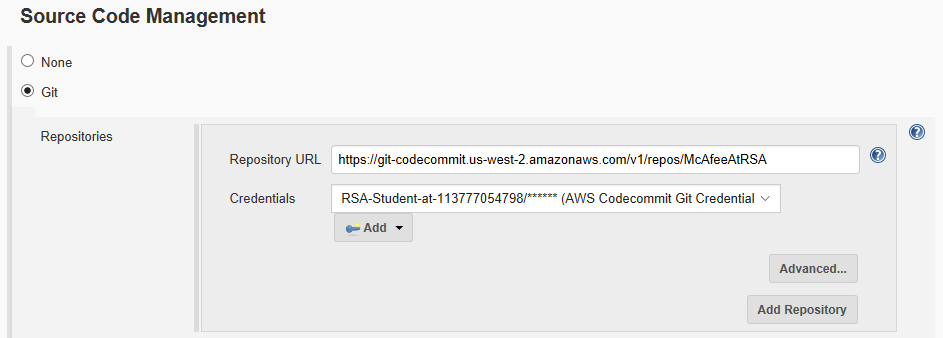 Source Code Management
None
Git
Repositories
Repository URL https://git-codecommit.us-west-2.amazonaws.com/v1/repos/McAfeeAtRSA
Credentials RSA-Student-at-113777054798/****** (AWS Codecommit Git Credential
Add
Advanced...
Add Repository